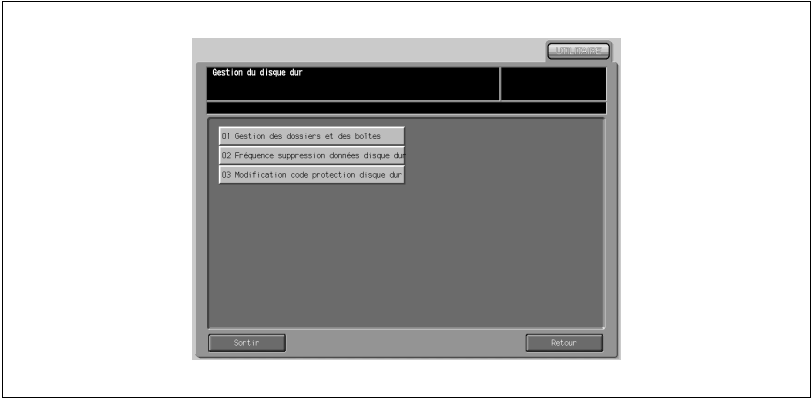 Gestion du disque dur
01 Gestion des dossiers et des boîtes
02 Fréquence suppression données disque dur
03 Modification code protection disque dur
Sortir
Retour